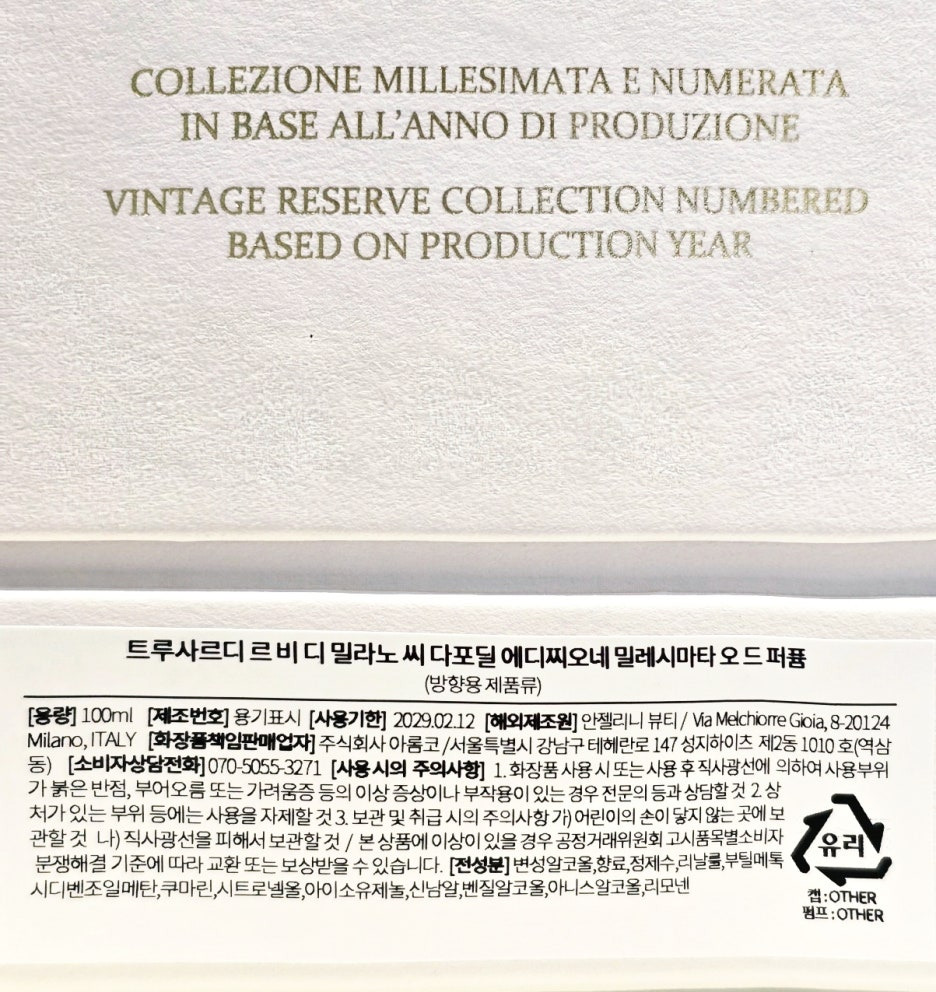 COLLEZIONE MILLESIMATA E NUMERATA
IN BASE ALL'ANNO DI PRODUZIONE
VINTAGE RESERVE COLLECTION NUMBERED
BASED ON PRODUCTION YEAR
트루사르디 르 비 디 밀라노 씨 다포딜 에디찌오네 밀레시마타 오 드 퍼퓸
(방향용 제품류)
[용량] 100ml [제조번호] 용기표시 [사용기한] 2029.02.12 [해외제조원] 안젤리니 뷰티 / Via Melchiorre Gioia, 8-20124
Milano, ITALY [화장품책임판매업자] 주식회사 아롬코 /서울특별시 강남구 테헤란로 147 성지하이츠 제2동 1010 호(역삼
동) [소비자상담전화] 070-5055-3271 [사용 시의 주의사항] 1. 화장품 사용 시 또는 사용 후 직사광선에 의하여 사용부위
가 붉은 반점, 부어오름 또는 가려움증 등의 이상 증상이나 부작용이 있는 경우 전문의 등과 상담할 것 2. 상
처가 있는 부위 등에는 사용을 자제할 것 3. 보관 및 취급 시의 주의사항 가) 어린이의 손이 닿지 않는 곳에 보
관할 것 나) 직사광선을 피해서 보관할 것 / 본 상품에 이상이 있을 경우 공정거래위원회 고시품목별소비자
분쟁해결 기준에 따라 교환 또는 보상받을 수 있습니다. [전성분] 변성알코올,향료,정제수,리날룰,부틸메톡
시디벤조일메탄,쿠마린,시트로넬올,아이소유제놀,신남알,벤질알코올,아니스알코올,리모넨
유리
캡 : OTHER
펌프 : OTHER